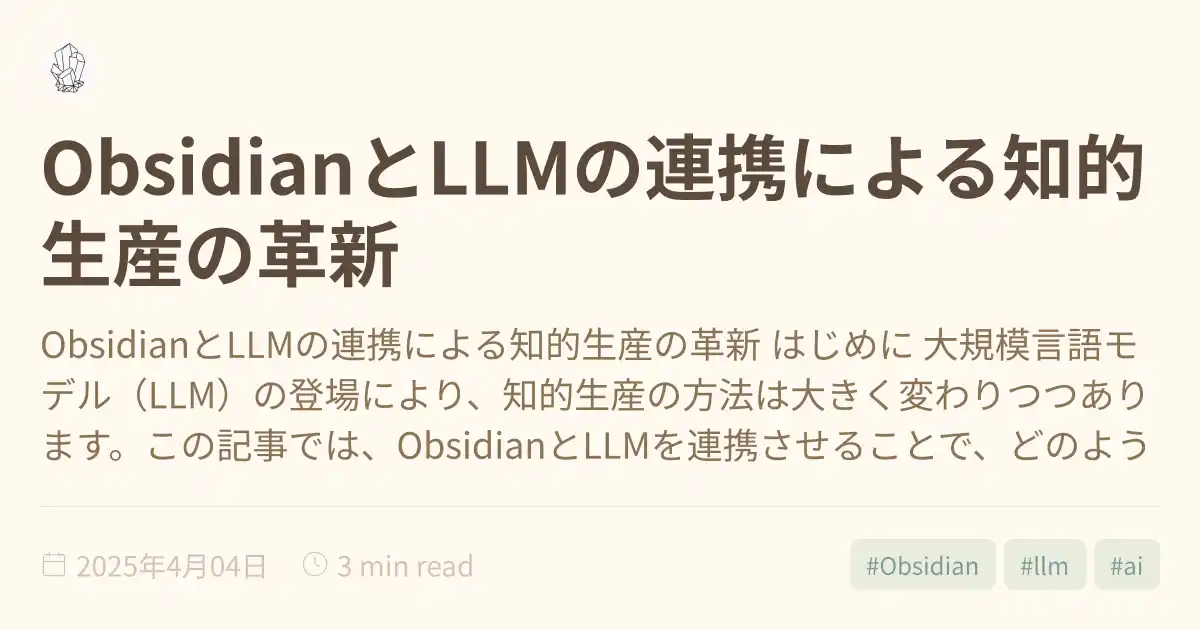 ObsidianとLLMの連携による知的
生産の革新
ObsidianとLLMの連携による知的生産の革新 はじめに 大規模言語モ
デル（LLM）の登場により、知的生産の方法は大きく変わりつつあり
ます。この記事では、ObsidianとLLMを連携させることで、どのよう
2025年4月04日 3 min read #Obsidian #llm #ai